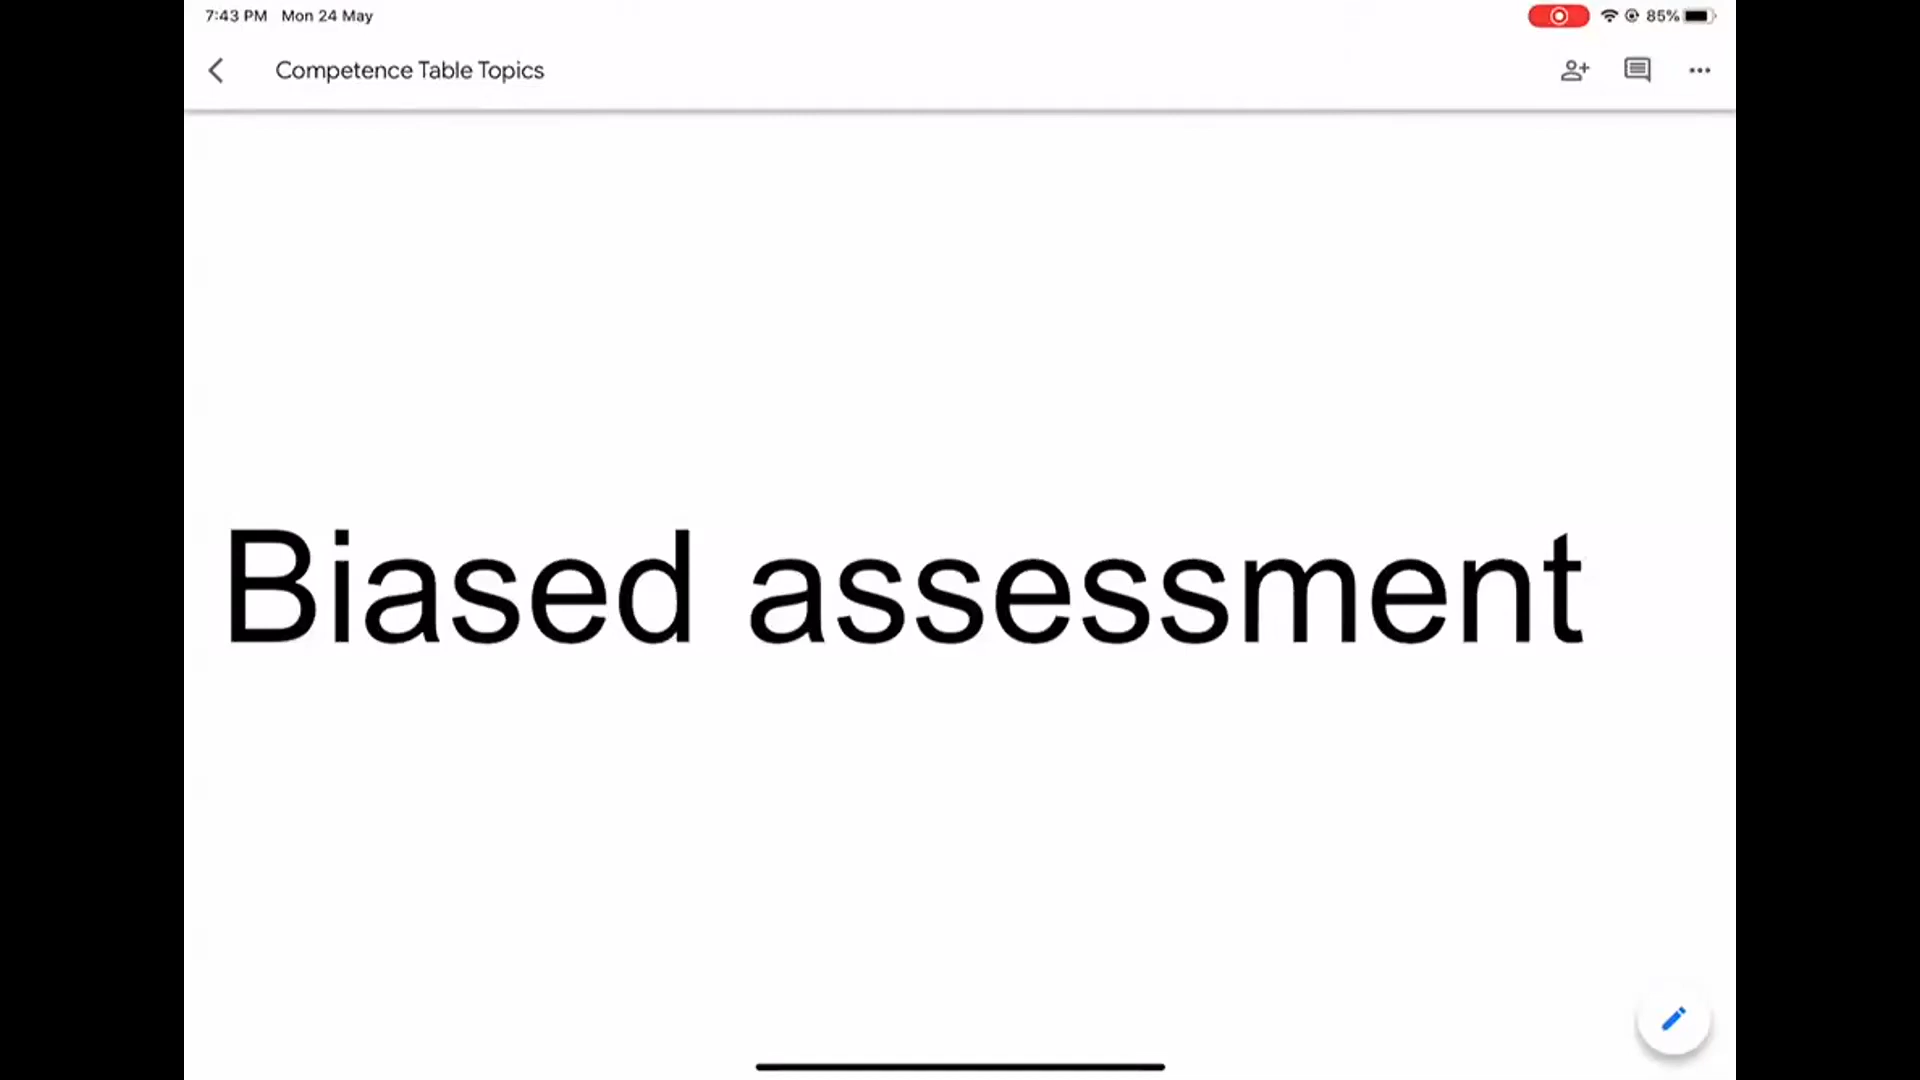 7:43 PM Mon 24 May 85%
Competence Table Topics
Biased assessment